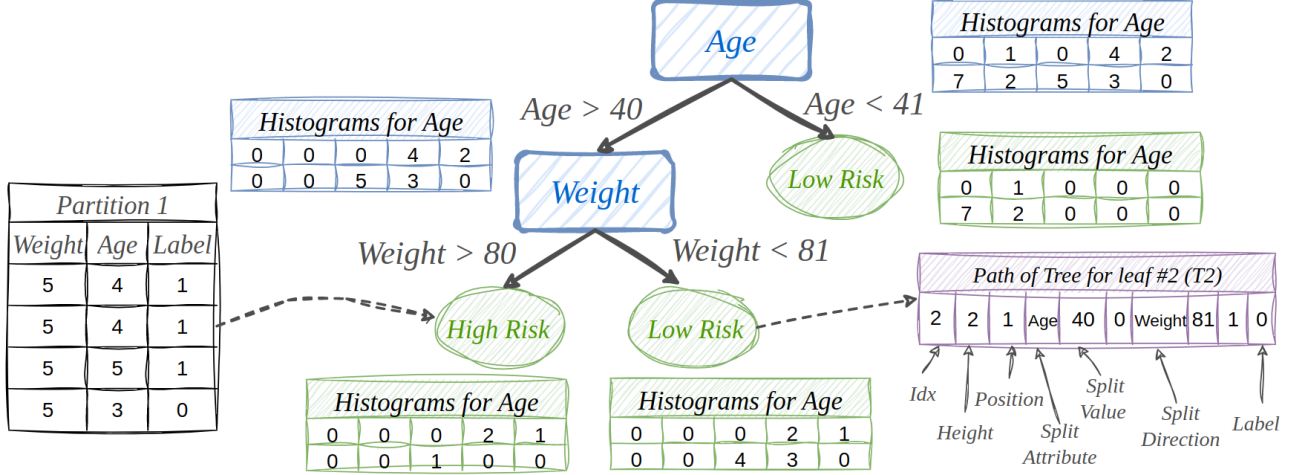 Age
Histograms for Age
0 1 0 4 2
7 2 5 3 0
Age > 40
Age < 41
Histograms for Age
0 0 0 4 2
0 0 5 3 0
Weight
Low Risk
Histograms for Age
0 1 0 0 0
7 2 0 0 0
Partition 1
Weight Age Label
5 4 1
5 4 1
5 5 1
5 3 0
Weight > 80
Weight < 81
High Risk
Low Risk
Path of Tree for leaf #2 (T2)
2 2 1 Age 40 0 Weight 81 1 0
Idx
Height
Position
Split
Attribute
Split
Value
Split
Direction
Label
Histograms for Age
0 0 0 2 1
0 0 1 0 0
Histograms for Age
0 0 0 2 1
0 0 4 3 0